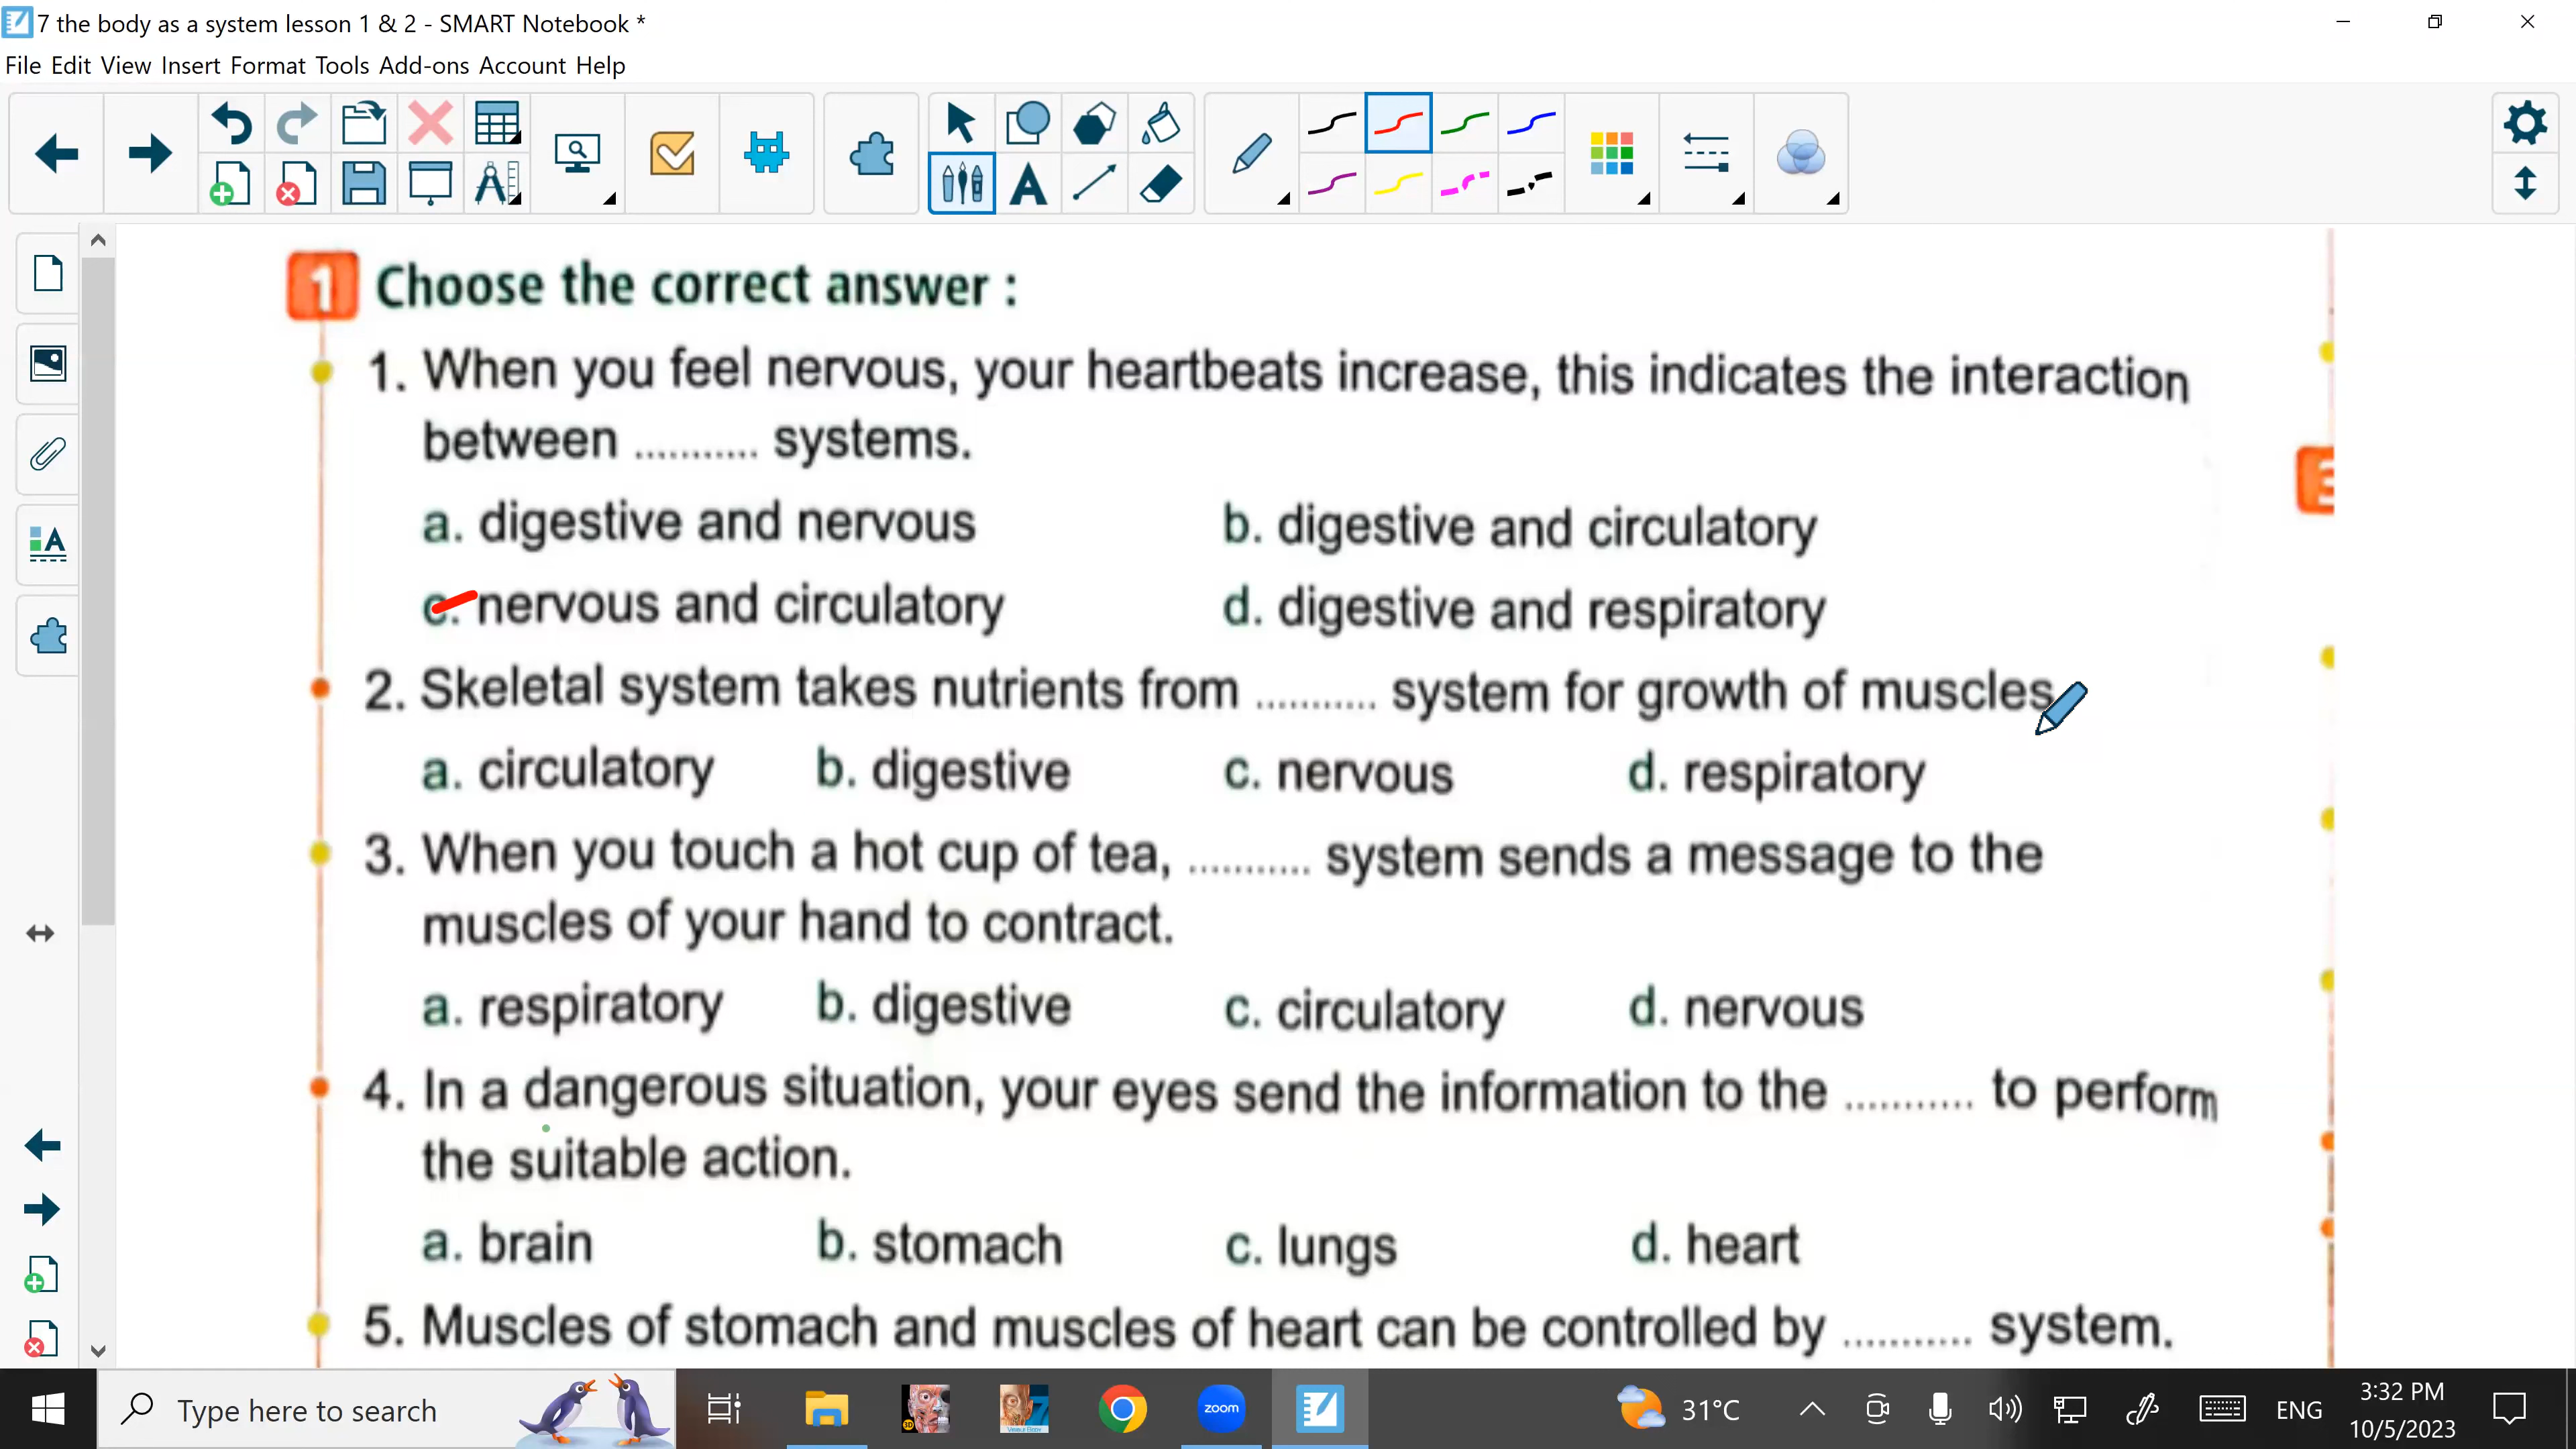 7 the body as a system lesson 1 & 2 - SMART Notebook *
File Edit View Insert Format Tools Add-ons Account Help
1 Choose the correct answer :
1. When you feel nervous, your heartbeats increase, this indicates the interaction
between ........... systems.
a. digestive and nervous b. digestive and circulatory
c. nervous and circulatory d. digestive and respiratory
2. Skeletal system takes nutrients from ........... system for growth of muscles
a. circulatory b. digestive c. nervous d. respiratory
3. When you touch a hot cup of tea, ........... system sends a message to the
muscles of your hand to contract.
a. respiratory b. digestive c. circulatory d. nervous
4. In a dangerous situation, your eyes send the information to the ............ to perform
the suitable action.
a. brain b. stomach c. lungs d. heart
5. Muscles of stomach and muscles of heart can be controlled by ............ system.
Type here to search
zoom
31°C
ENG
3:32 PM
10/5/2023